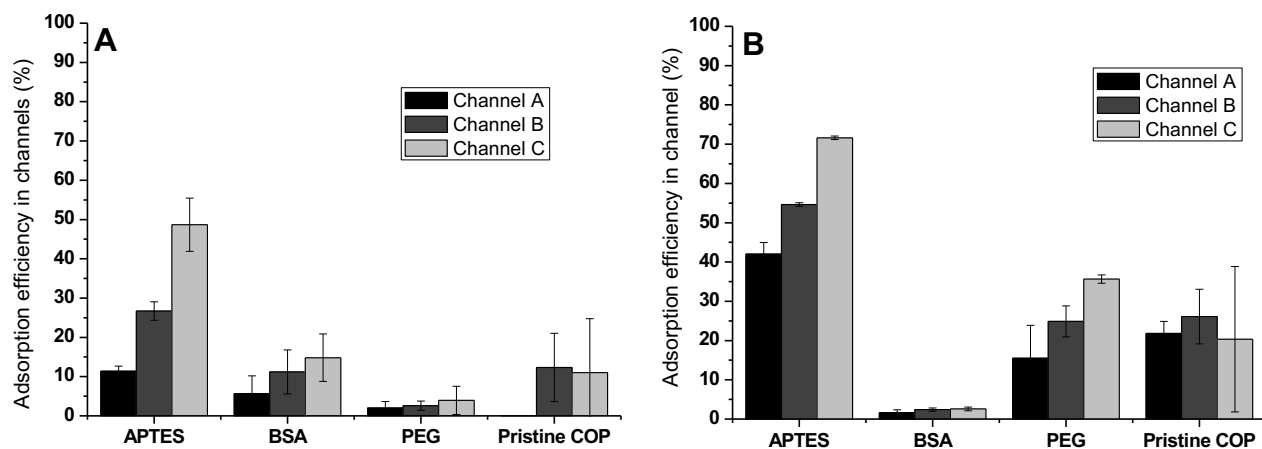 A
Adsorption efficiency in channels (%)
100
90
80
70
60
50
40
30
20
10
0
Channel A
Channel B
Channel C
APTES BSA PEG Pristine COP
B
Adsorption efficiency in channel (%)
100
90
80
70
60
50
40
30
20
10
0
Channel A
Channel B
Channel C
APTES BSA PEG Pristine COP